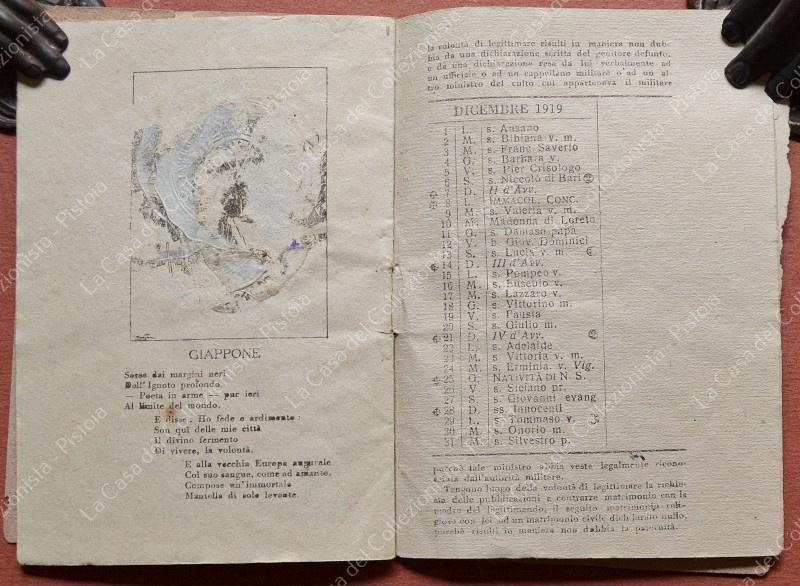 GIAPPONE
Sorse dai margini neri
Dell' Ignoto profondo,
— Poeta in arme — pur ieri
Al limite del mondo.
E disse: Ho fede e ardimento:
Son qui delle mie città
Il divino fermento
Di vivere, la volontà.
E alla vecchia Europa augurale
Col suo sangue, come ad amante,
Compose un'immortale
Mantella di sole levante.
la volontà di legittimare risulti in maniera non dub-
bia da una dichiarazione scritta del genitore defunto,
o da una dichiarazione resa da lui verbalmente ad
un ufficiale o ad un cappellano militare o ad un al-
tro ministro del culto cui apparteneva il militare
DICEMBRE 1919
1 L. s. Ansano
2 M. s. Bibiana v. m.
3 M. s. Franc. Saverio
4 G. s. Barbara v.
5 V. s. Pier Crisologo
6 S. s. Niccolò di Bari
7 D. II d'Avv.
8 L. IMMACOL. CONC.
9 M. s. Valeria v. m.
10 M. Madonna di Loreto
11 G. s. Damaso papa
12 V. b. Giov. Dominici
13 S. s. Lucia v. m
14 D. III d'Avv.
15 L. s. Pompeo v.
16 M. s. Eusebio v.
17 M. s. Lazzaro v.
18 G. s. Vittorino m.
19 V. s. Fausta
20 S. s. Giulio m.
21 D. IV d'Avv.
22 L. s. Adelaide
23 M. s. Vittoria v. m.
24 M. s. Erminia. v. Vig.
25 G. NATIVITÀ DI N. S.
26 V. s. Stefano pr.
27 S. s. Giovanni evang
28 D. ss. Innocenti
29 L. s. Tommaso v.
30 M. s. Onorio m.
31 M. s. Silvestro p.
purchè tale ministro abbia veste legalmente ricono-
sciuta dall'autorità militare.
Tengono luogo della volontà di legittimare la richie-
sta delle pubblicazioni a contrarre matrimonio con la
madre del legittimando, il seguito matrimonio reli-
gioso con lei od un matrimonio civile dichiarato nullo,
purchè risulti in maniera non dubbia la paternità.
La Casa del Collezionista - Pistoia